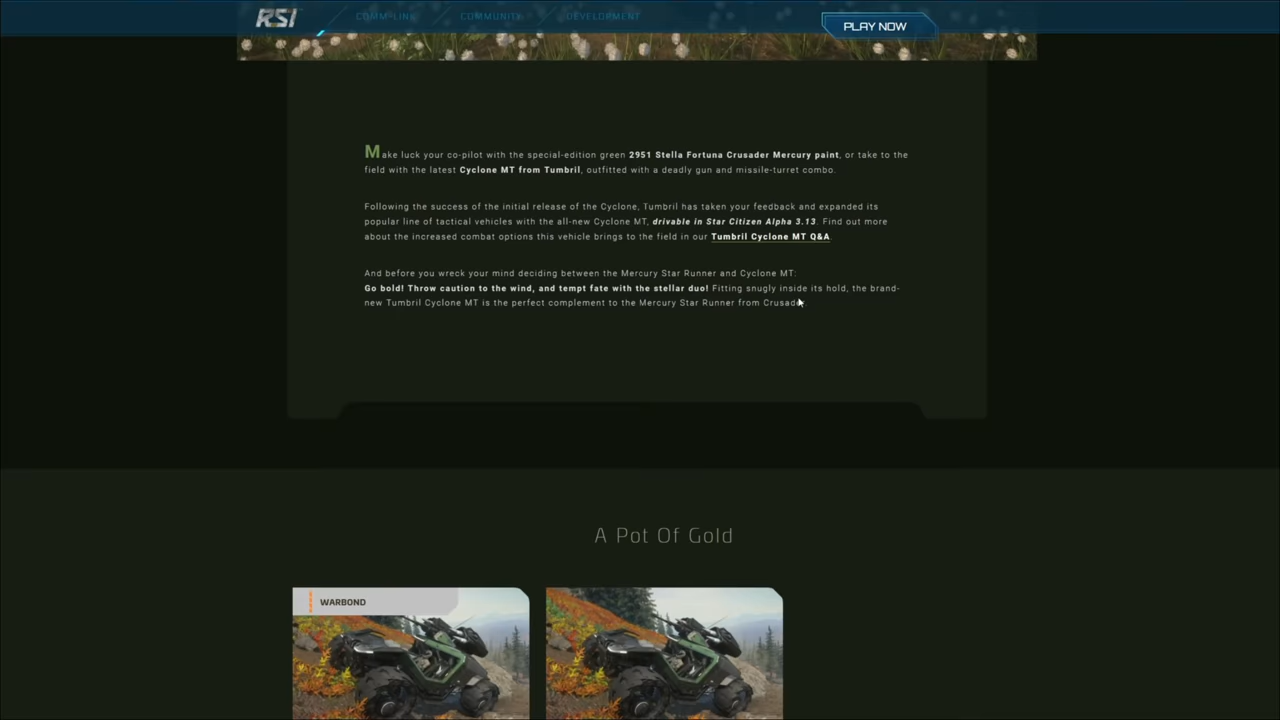 RSI
COMM-LINK
COMMUNITY
DEVELOPMENT
PLAY NOW
Make luck your co-pilot with the special-edition green 2951 Stella Fortuna Crusader Mercury paint, or take to the
field with the latest Cyclone MT from Tumbril, outfitted with a deadly gun and missile-turret combo.
Following the success of the initial release of the Cyclone, Tumbril has taken your feedback and expanded its
popular line of tactical vehicles with the all-new Cyclone MT, drivable in Star Citizen Alpha 3.13. Find out more
about the increased combat options this vehicle brings to the field in our Tumbril Cyclone MT Q&A.
And before you wreck your mind deciding between the Mercury Star Runner and Cyclone MT:
Go bold! Throw caution to the wind, and tempt fate with the stellar duo! Fitting snugly inside its hold, the brand-
new Tumbril Cyclone MT is the perfect complement to the Mercury Star Runner from Crusader.
A Pot Of Gold
WARBOND